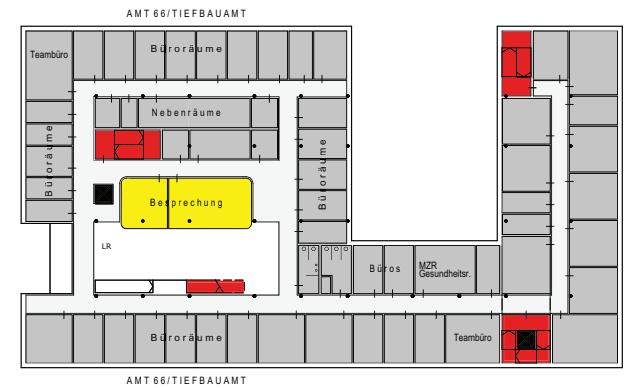 AMT 66/TIEFBAUAMT
Teambüro
Büroräume
Nebenräume
Büroräume
Büroräume
Besprechung
LR
Büros
MZR
Gesundheitsr.
Büroräume
Teambüro
AMT 66/TIEFBAUAMT